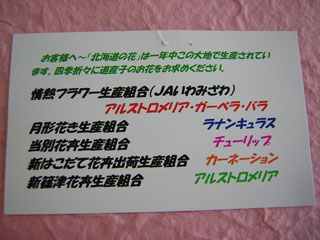 お客様へ～「北海道の花」は一年中この大地で生産されてい
ます。四季折々に道産子のお花をお求めください。
情熱フラワー生産組合(JAいわみざわ)
アルストロメリア・ガーベラ・バラ
月形花き生産組合 ラナンキュラス
当別花卉生産組合 チューリップ
新はこだて花卉出荷生産組合 カーネーション
新篠津花卉生産組合 アルストロメリア